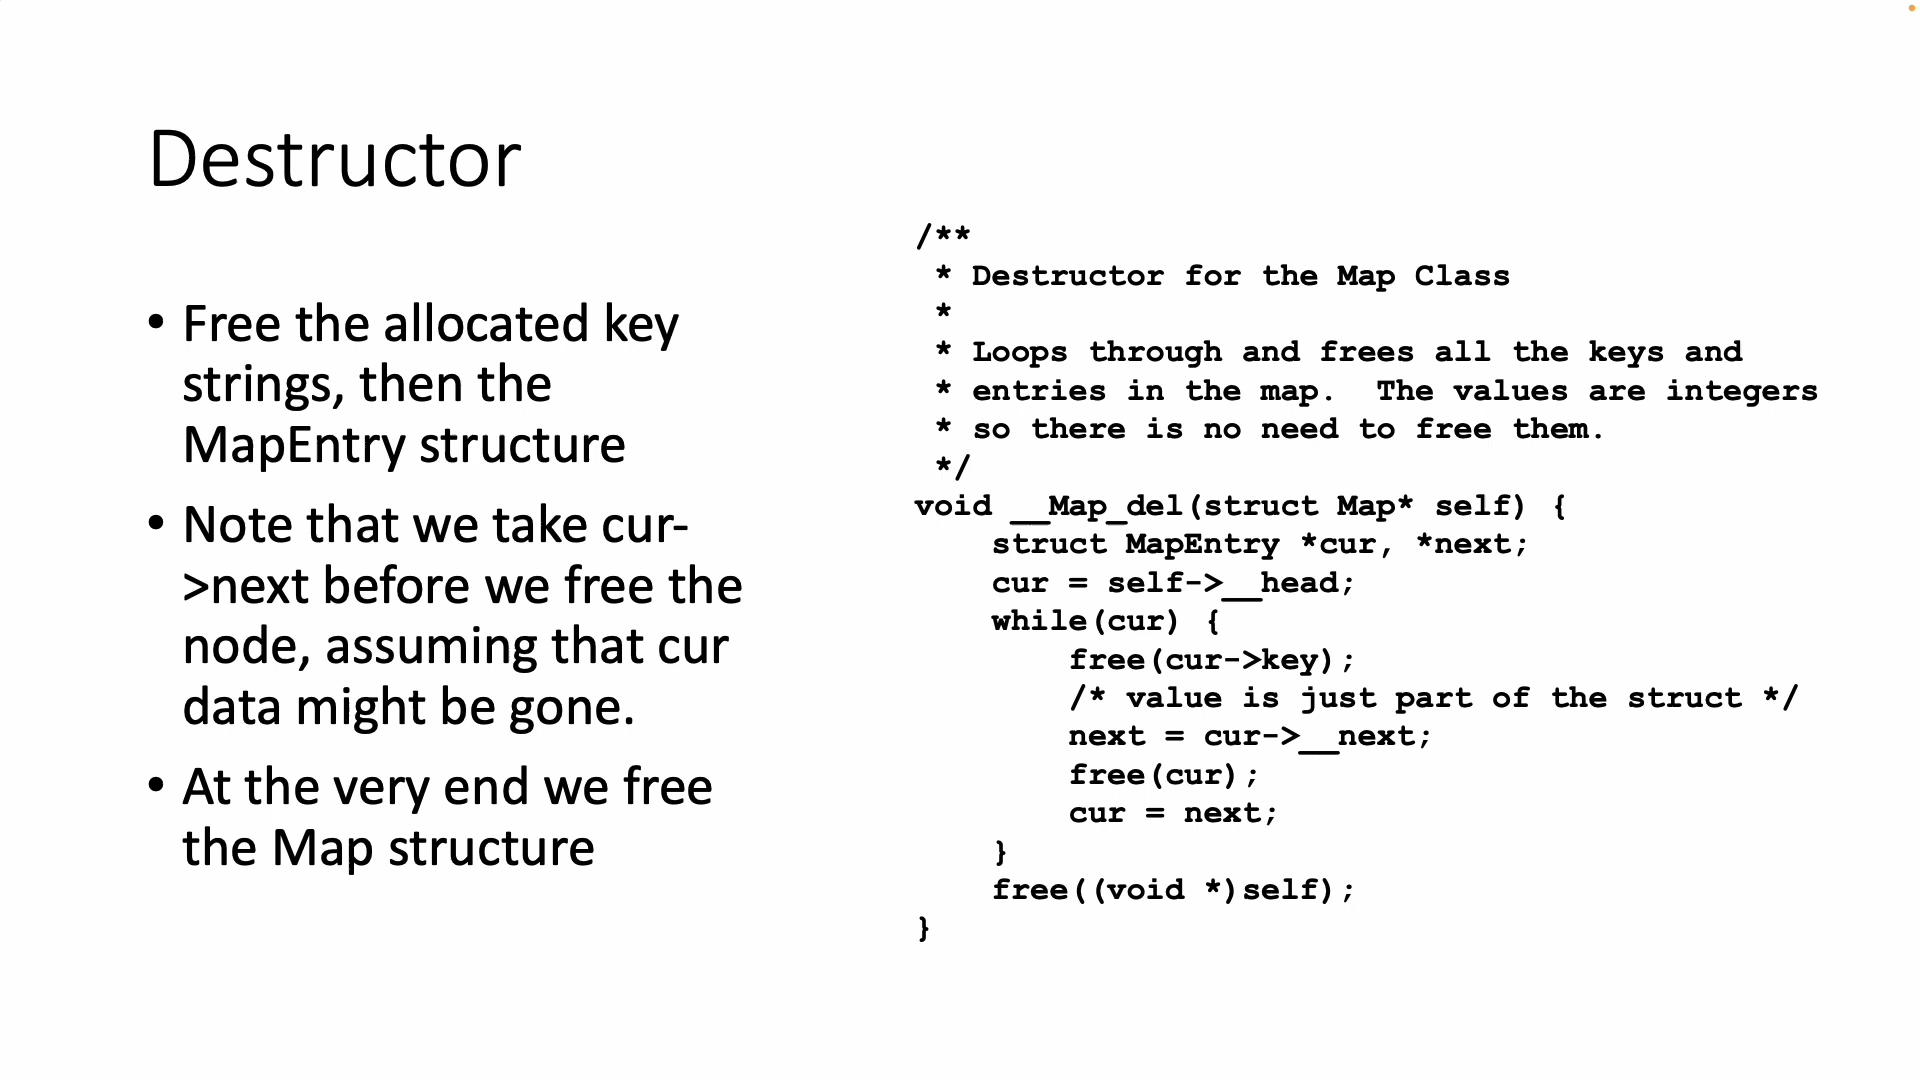 Destructor
• Free the allocated key
strings, then the
MapEntry structure
• Note that we take cur-
>next before we free the
node, assuming that cur
data might be gone.
• At the very end we free
the Map structure
/**
 * Destructor for the Map Class
 *
 * Loops through and frees all the keys and
 * entries in the map.  The values are integers
 * so there is no need to free them.
 */
void __Map_del(struct Map* self) {
    struct MapEntry *cur, *next;
    cur = self->__head;
    while(cur) {
        free(cur->key);
        /* value is just part of the struct */
        next = cur->__next;
        free(cur);
        cur = next;
    }
    free((void *)self);
}